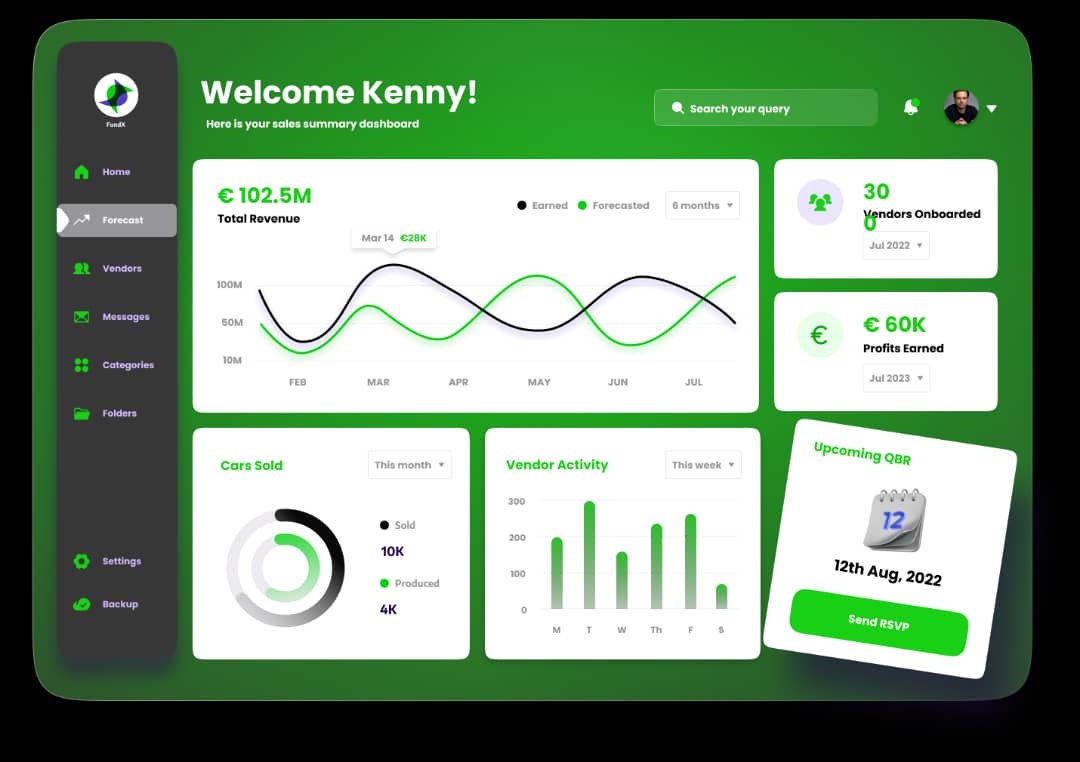 FundX
Home
Forecast
Vendors
Messages
Categories
Folders
Settings
Backup
Welcome Kenny!
Here is your sales summary dashboard
Search your query
€ 102.5M
Total Revenue
Earned
Forecasted
6 months
Mar 14 €28K
100M
50M
10M
FEB MAR APR MAY JUN JUL
30
0
Vendors Onboarded
Jul 2022
€
€ 60K
Profits Earned
Jul 2023
Cars Sold
This month
Sold
10K
Produced
4K
Vendor Activity
This week
300
200
100
0
M T W Th F S
Upcoming QBR
12
12th Aug, 2022
Send RSVP